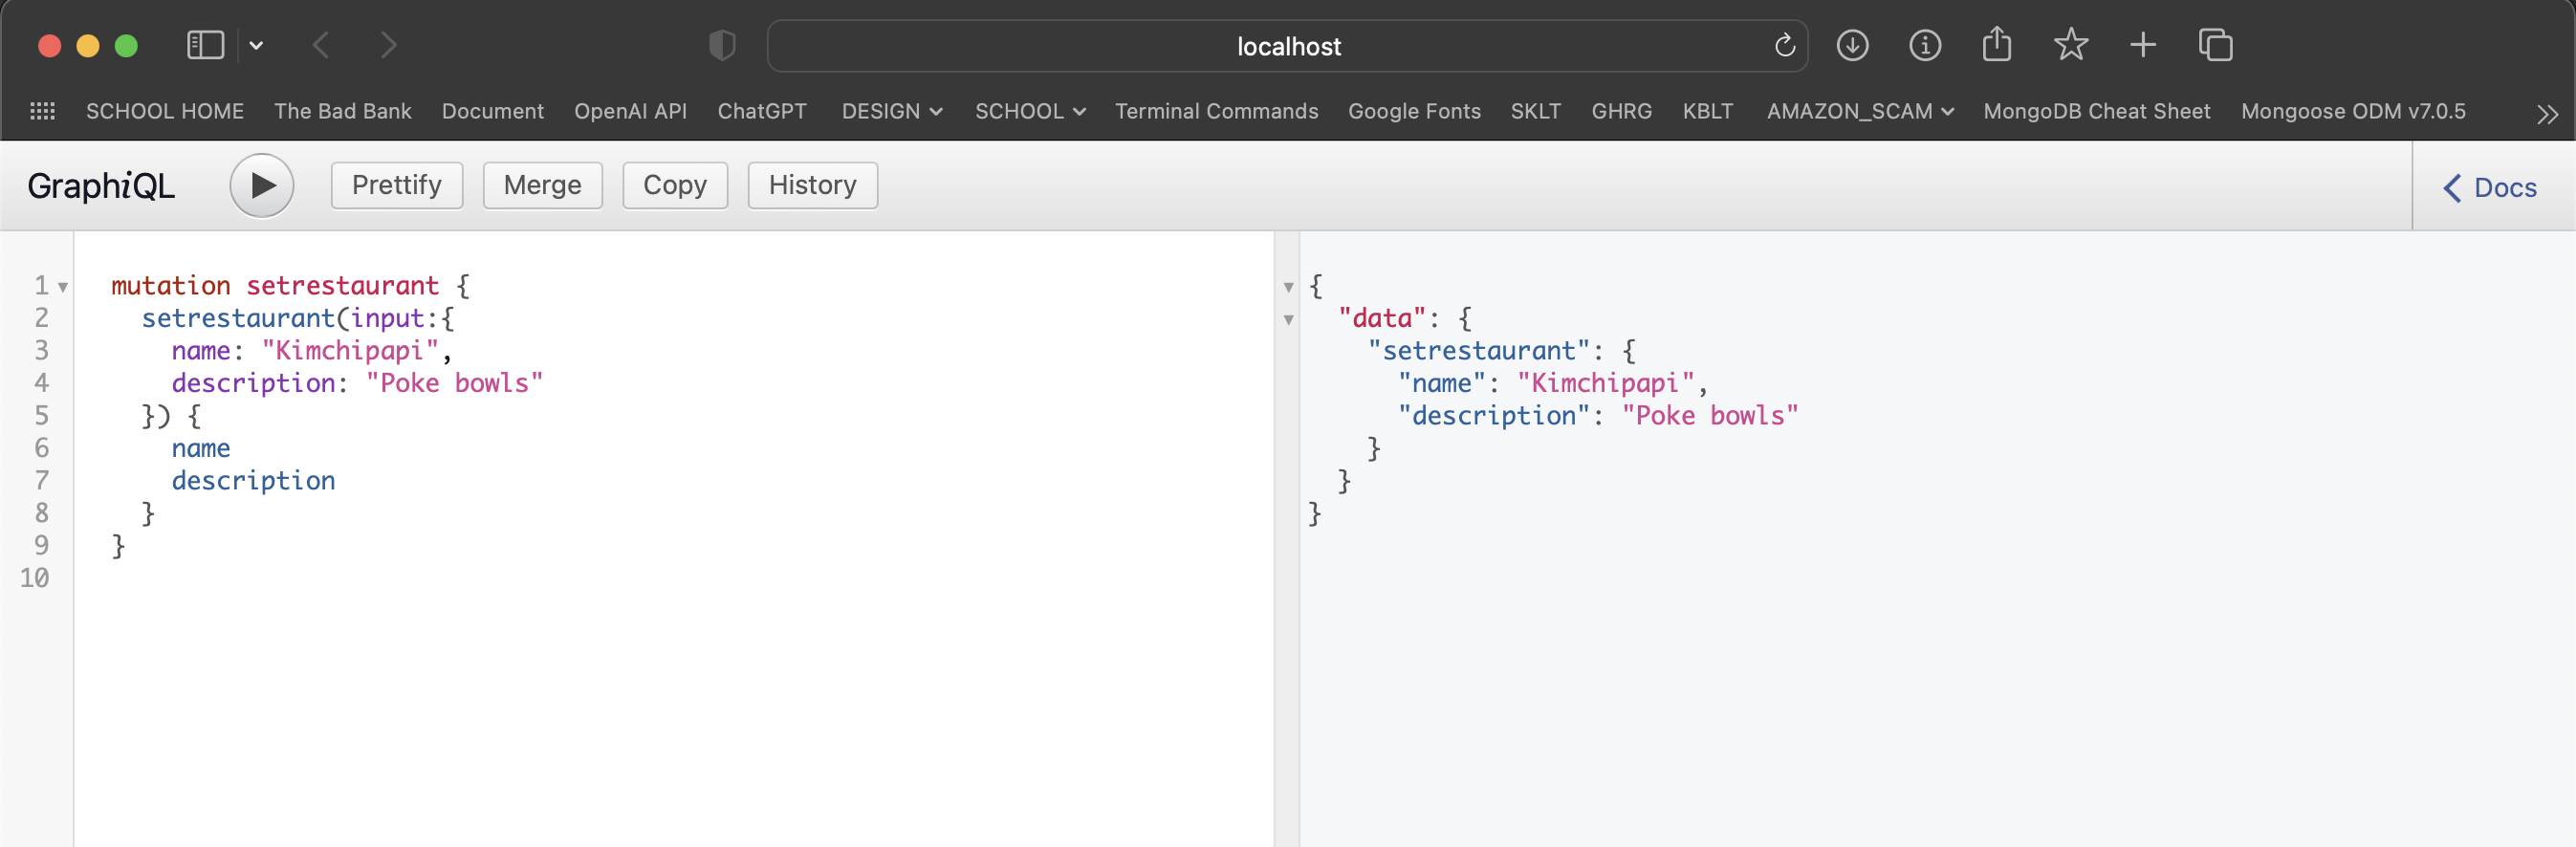 localhost
SCHOOL HOME The Bad Bank Document OpenAI API ChatGPT DESIGN SCHOOL Terminal Commands Google Fonts SKLT GHRG KBLT AMAZON_SCAM MongoDB Cheat Sheet Mongoose ODM v7.0.5
GraphiQL Prettify Merge Copy History Docs
1 mutation setrestaurant {
2 setrestaurant(input:{
3 name: "Kimchipapi",
4 description: "Poke bowls"
5 }) {
6 name
7 description
8 }
9 }
10
{
"data": {
"setrestaurant": {
"name": "Kimchipapi",
"description": "Poke bowls"
}
}
}